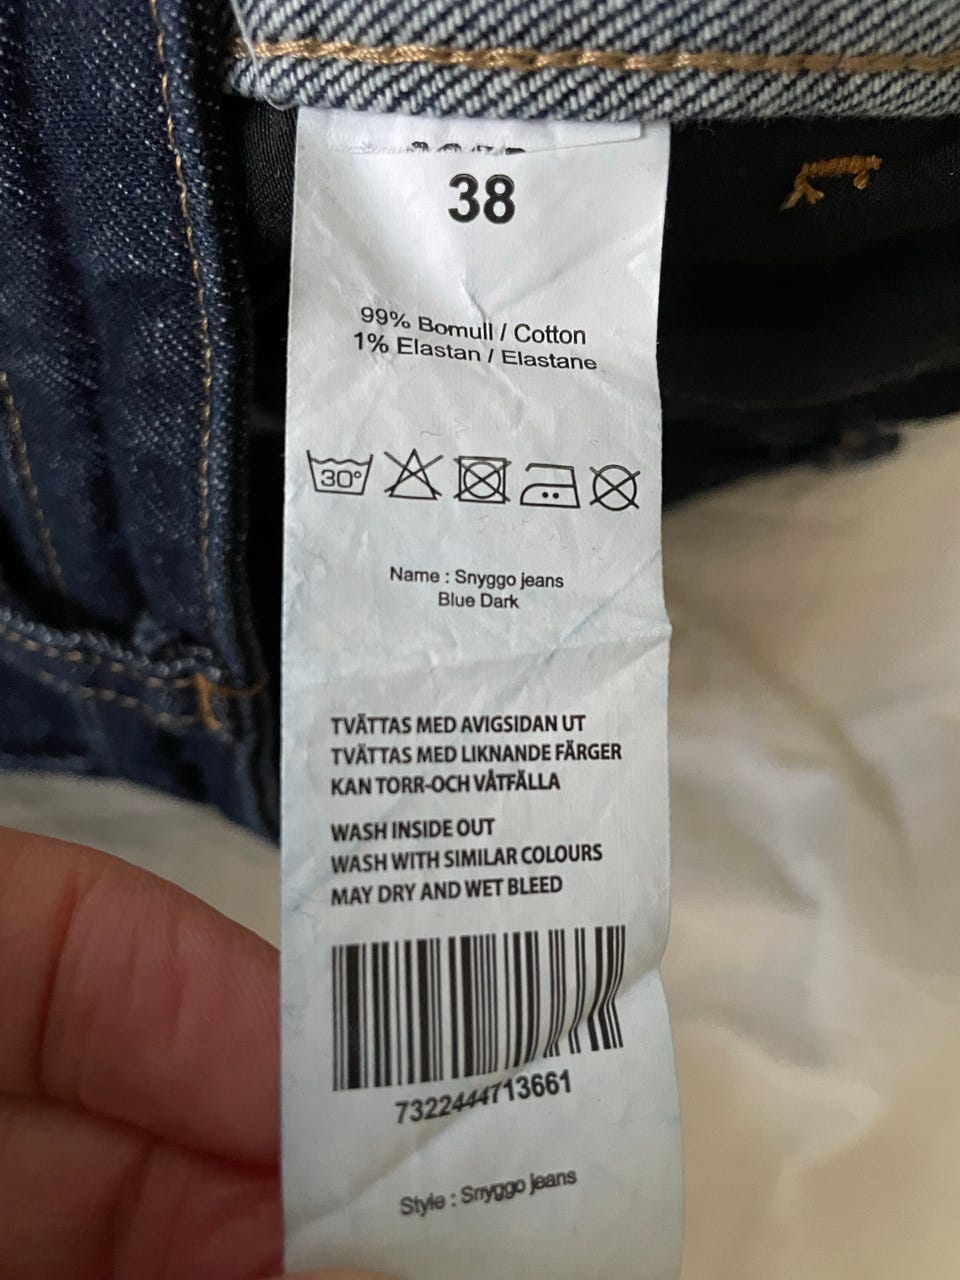 38
99% Bomull / Cotton
1% Elastan / Elastane
30°
Name : Snyggo jeans
Blue Dark
TVÄTTAS MED AVIGSIDAN UT
TVÄTTAS MED LIKNANDE FÄRGER
KAN TORR-OCH VÅTFÄLLA
WASH INSIDE OUT
WASH WITH SIMILAR COLOURS
MAY DRY AND WET BLEED
7322444713661
Style : Snyggo jeans